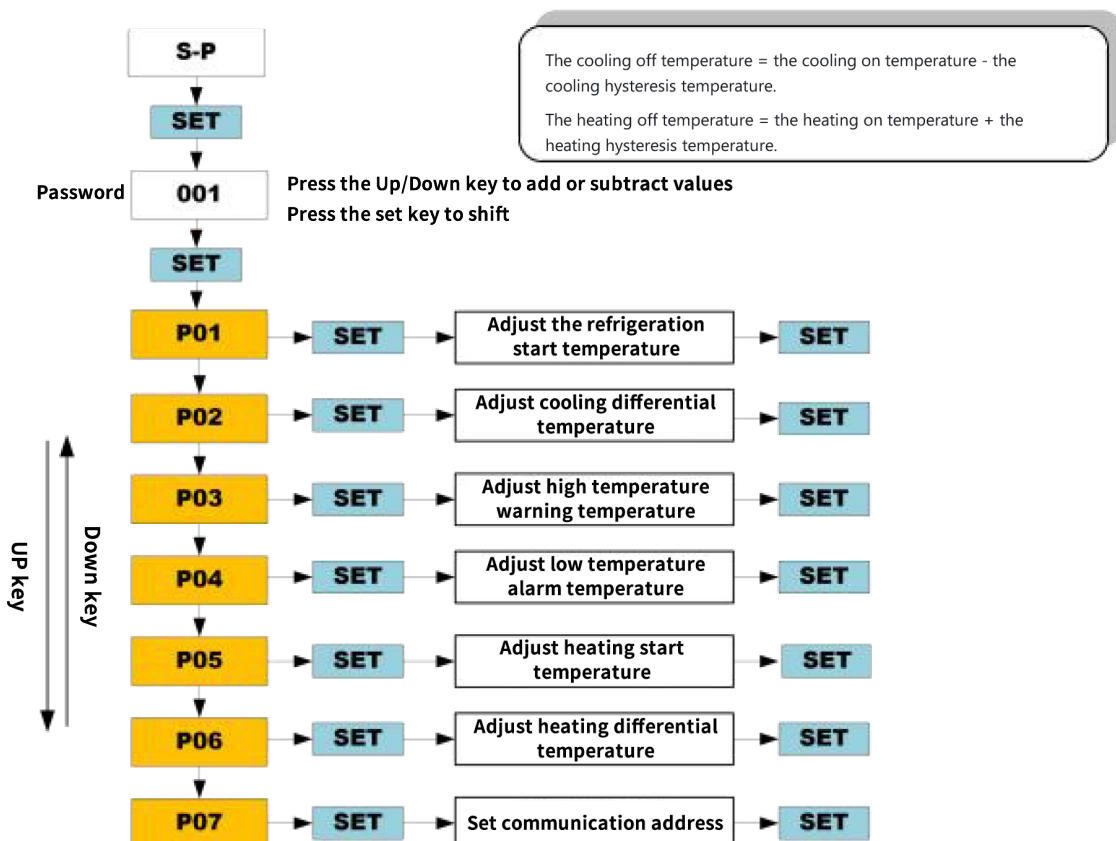 S-P
The cooling off temperature = the cooling on temperature - the
cooling hysteresis temperature.
The heating off temperature = the heating on temperature + the
heating hysteresis temperature.
SET
Password
001
Press the Up/Down key to add or subtract values
Press the set key to shift
SET
P01
SET
Adjust the refrigeration
start temperature
SET
P02
SET
Adjust cooling differential
temperature
SET
P03
SET
Adjust high temperature
warning temperature
SET
P04
SET
Adjust low temperature
alarm temperature
SET
P05
SET
Adjust heating start
temperature
SET
P06
SET
Adjust heating differential
temperature
SET
P07
SET
Set communication address
SET
UP key
Down key